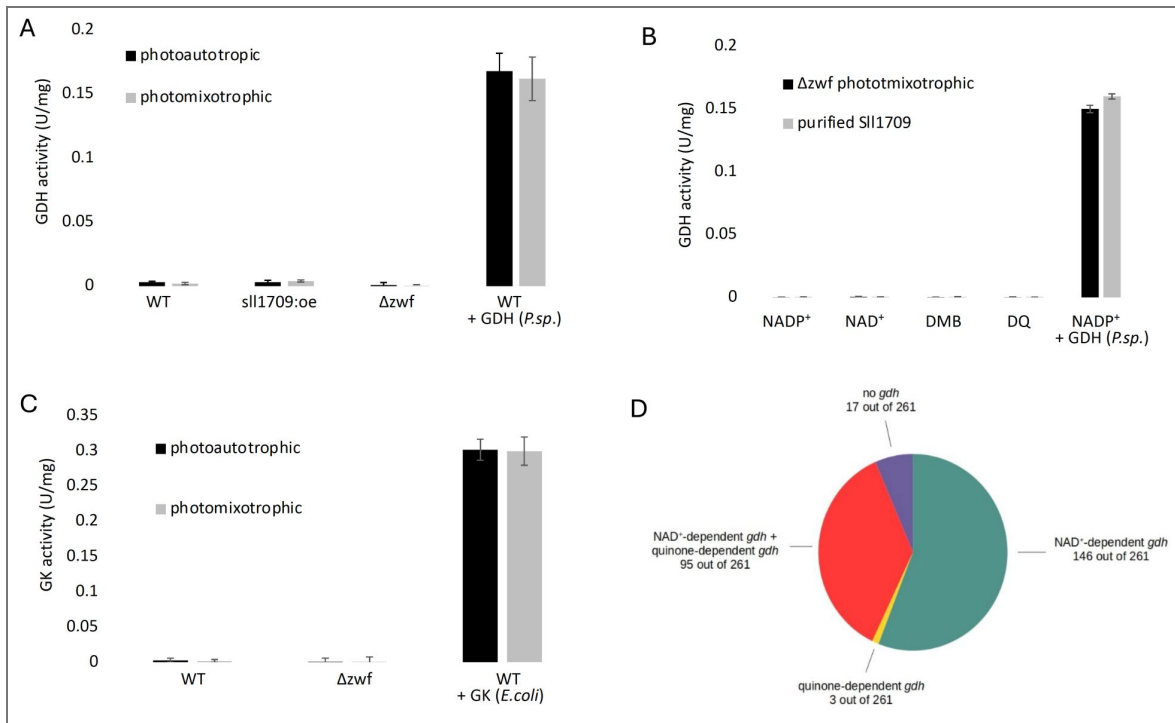 A
GDH activity (U/mg)
0.2
0.15
0.1
0.05
0
photoautotropic
photomixotrophic
WT
sll1709:oe
Δzwf
WT
+ GDH (P.sp.)
B
GDH activity (U/mg)
0.2
0.15
0.1
0.05
0
Δzwf phototmixotrophic
purified Sll1709
NADP⁺
NAD⁺
DMB
DQ
NADP⁺
+ GDH (P.sp.)
C
GK activity (U/mg)
0.35
0.3
0.25
0.2
0.15
0.1
0.05
0
photoautotrophic
photomixotrophic
WT
Δzwf
WT
+ GK (E.coli)
D
no gdh
17 out of 261
NAD⁺-dependent gdh +
quinone-dependent gdh
95 out of 261
NAD⁺-dependent gdh
146 out of 261
quinone-dependent gdh
3 out of 261